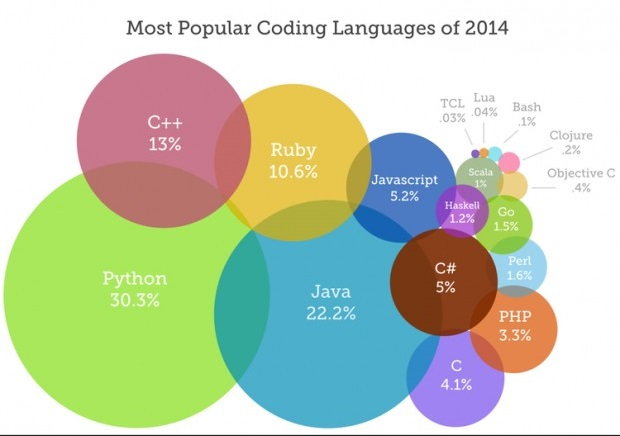 Most Popular Coding Languages of 2014
C++
13%
Ruby
10.6%
Javascript
5.2%
TCL
.03%
Lua
.04%
Bash
.1%
Clojure
.2%
Objective C
.4%
Scala
1%
Haskell
1.2%
Go
1.5%
Python
30.3%
Java
22.2%
C#
5%
Perl
1.6%
PHP
3.3%
C
4.1%